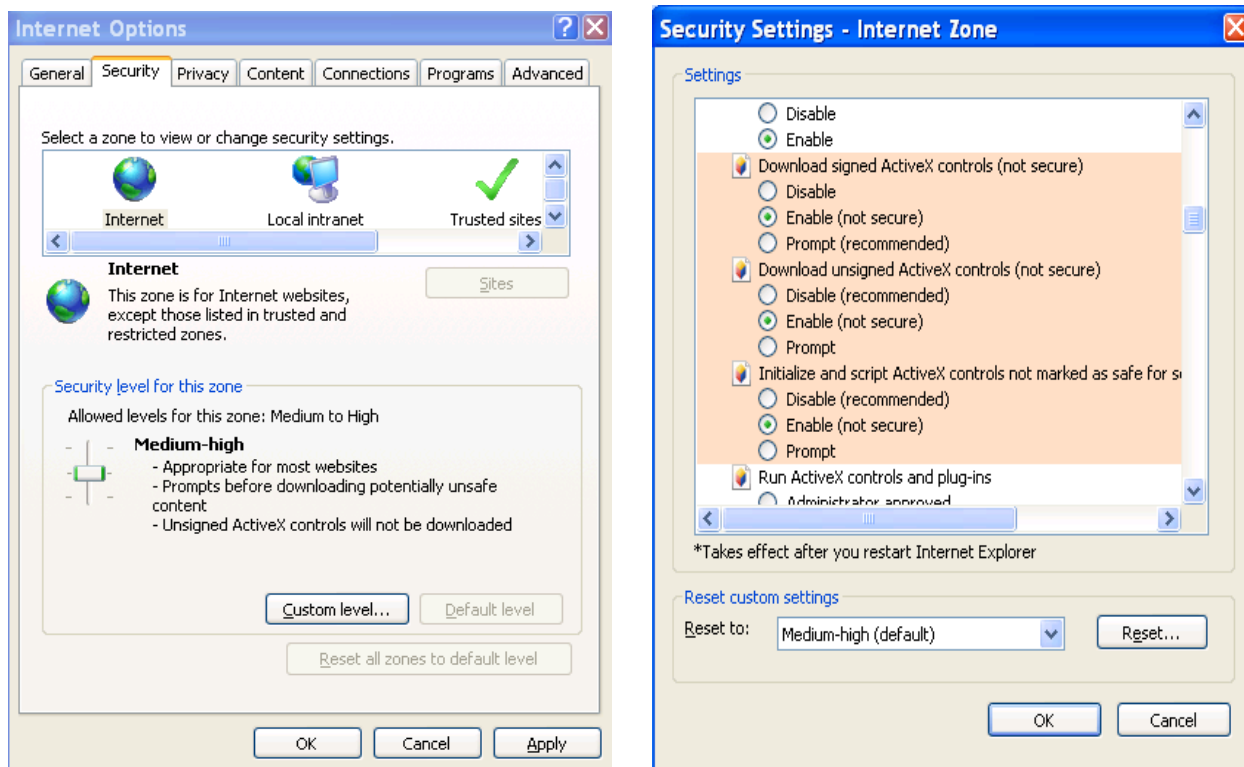 Internet Options
General Security Privacy Content Connections Programs Advanced
Select a zone to view or change security settings.
Internet Local intranet Trusted sites
Internet
Sites
This zone is for Internet websites,
except those listed in trusted and
restricted zones.
Security level for this zone
Allowed levels for this zone: Medium to High
Medium-high
- Appropriate for most websites
- Prompts before downloading potentially unsafe
content
- Unsigned ActiveX controls will not be downloaded
Custom level... Default level
Reset all zones to default level
OK Cancel Apply
Security Settings - Internet Zone
Settings
Disable
Enable
Download signed ActiveX controls (not secure)
Disable
Enable (not secure)
Prompt (recommended)
Download unsigned ActiveX controls (not secure)
Disable (recommended)
Enable (not secure)
Prompt
Initialize and script ActiveX controls not marked as safe for
Disable (recommended)
Enable (not secure)
Prompt
Run ActiveX controls and plug-ins
Administrator approved
*Takes effect after you restart Internet Explorer
Reset custom settings
Reset to: Medium-high (default) Reset...
OK Cancel